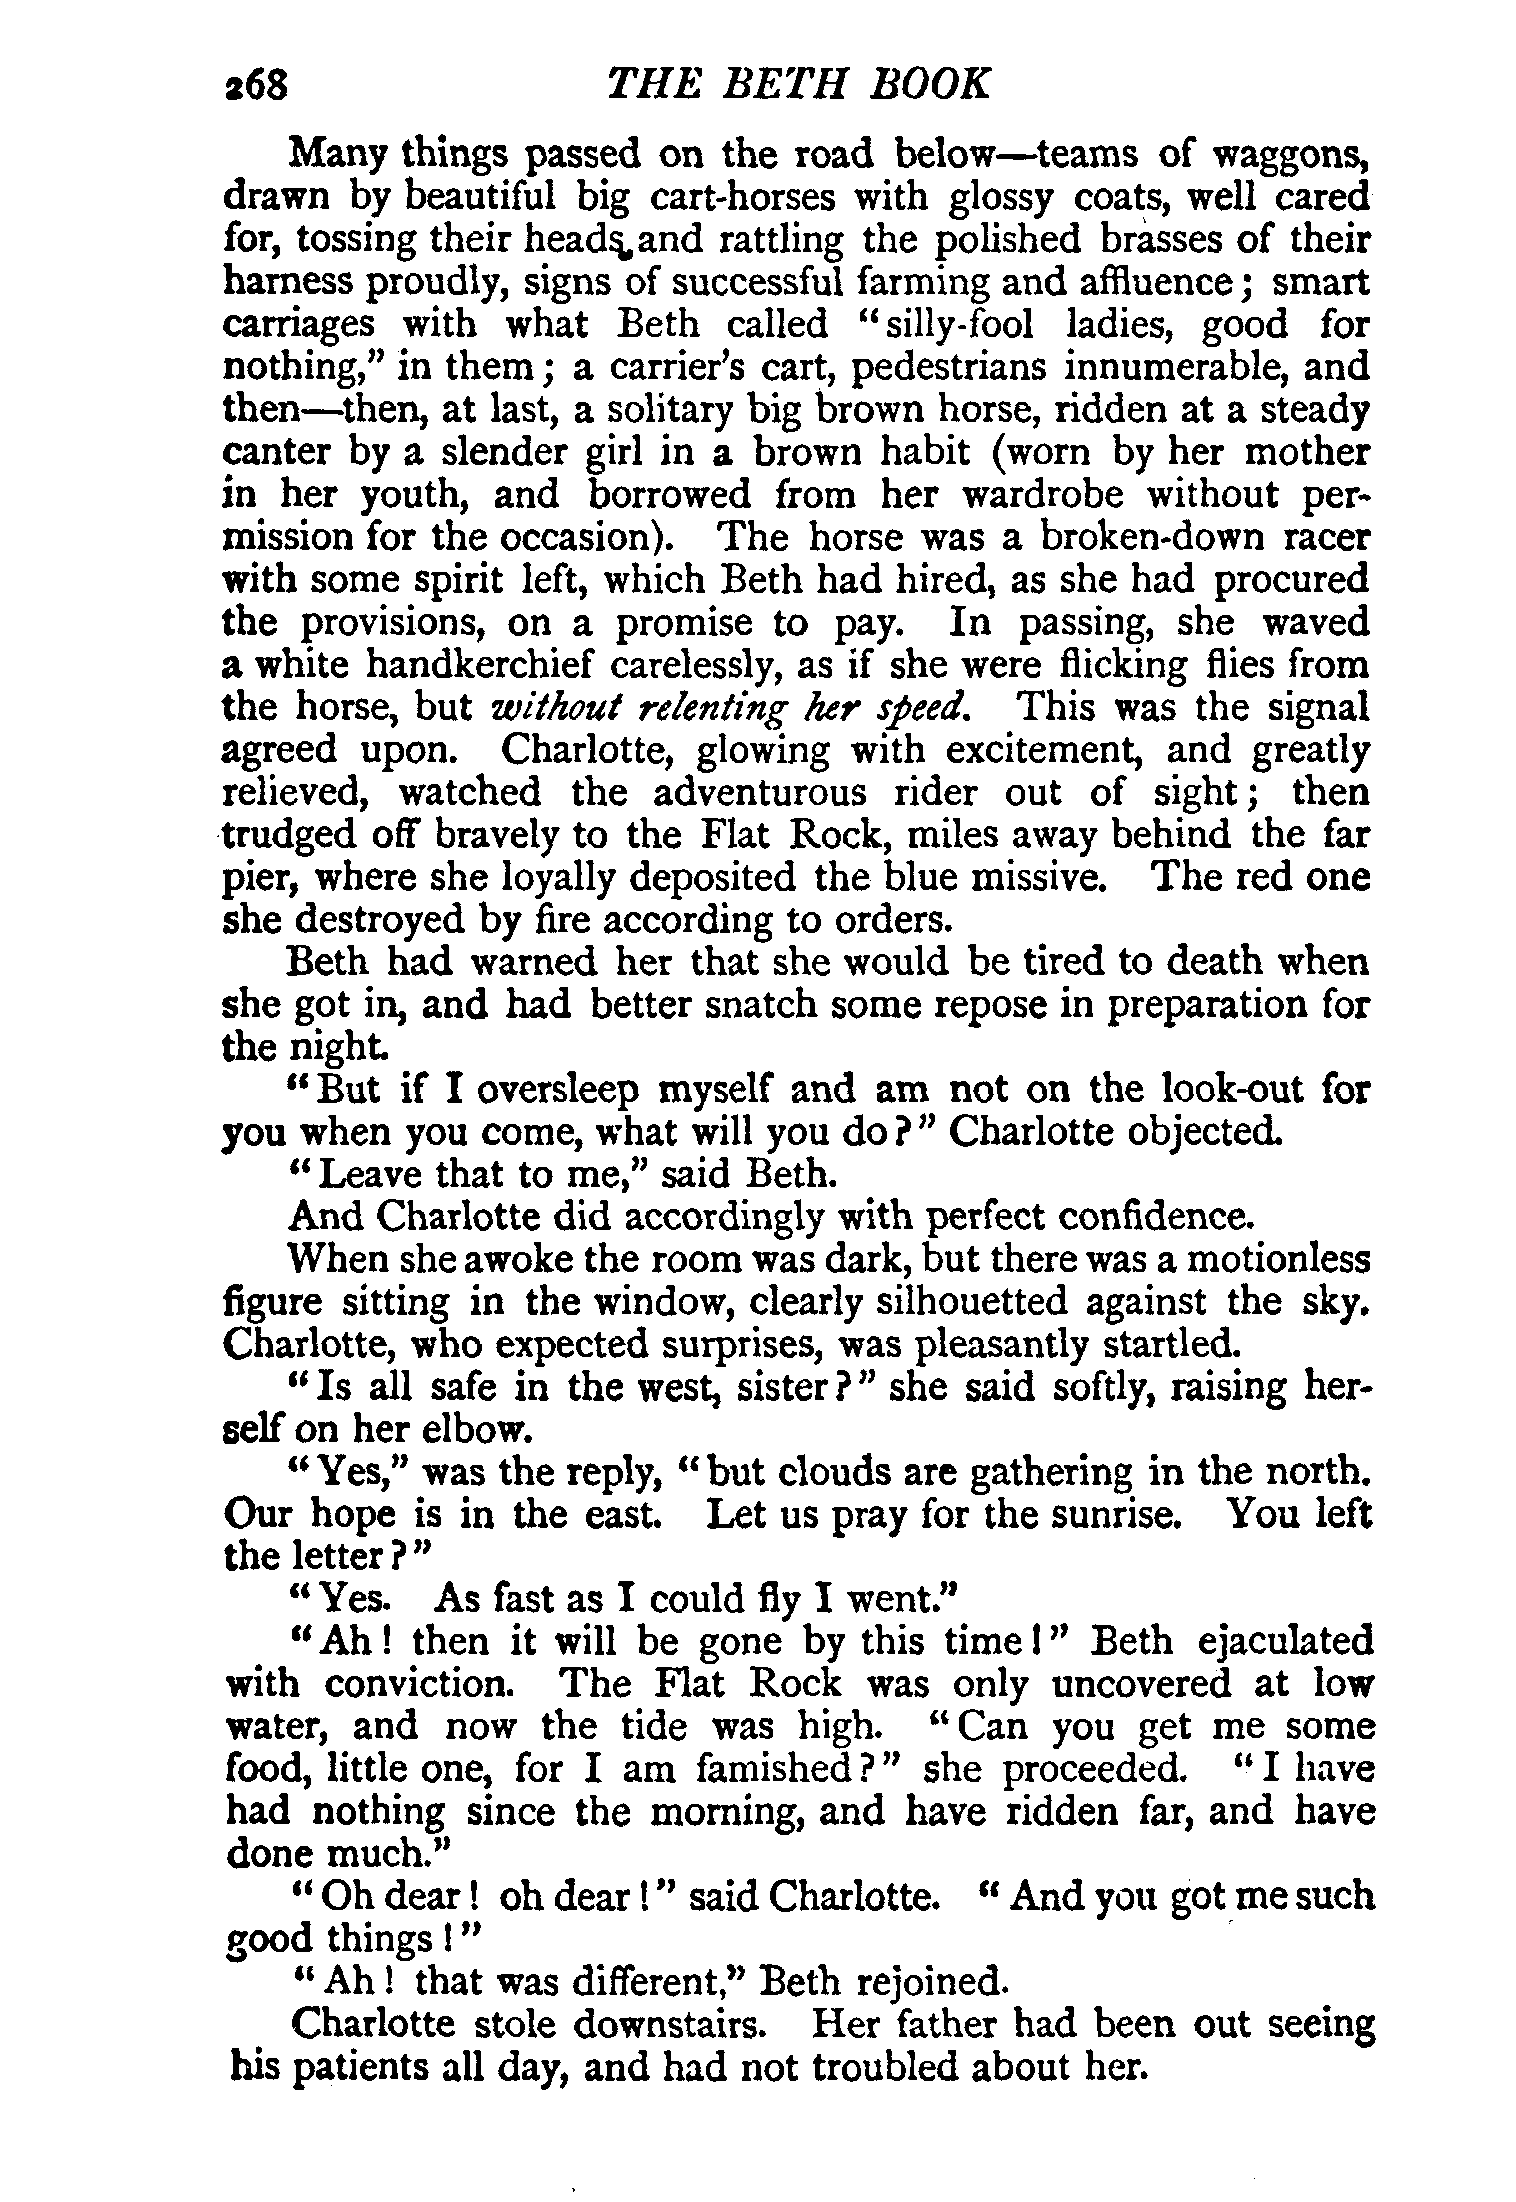 268 THE BETH BOOK
Many things passed on the road below—teams of waggons,
drawn by beautiful big cart-horses with glossy coats, well cared
for, tossing their heads, and rattling the polished brasses of their
harness proudly, signs of successful farming and affluence; smart
carriages with what Beth called "silly-fool ladies, good for
nothing," in them; a carrier's cart, pedestrians innumerable, and
then—then, at last, a solitary big brown horse, ridden at a steady
canter by a slender girl in a brown habit (worn by her mother
in her youth, and borrowed from her wardrobe without per-
mission for the occasion). The horse was a broken-down racer
with some spirit left, which Beth had hired, as she had procured
the provisions, on a promise to pay. In passing, she waved
a white handkerchief carelessly, as if she were flicking flies from
the horse, but without relenting her speed. This was the signal
agreed upon. Charlotte, glowing with excitement, and greatly
relieved, watched the adventurous rider out of sight; then
trudged off bravely to the Flat Rock, miles away behind the far
pier, where she loyally deposited the blue missive. The red one
she destroyed by fire according to orders.
Beth had warned her that she would be tired to death when
she got in, and had better snatch some repose in preparation for
the night.
"But if I oversleep myself and am not on the look-out for
you when you come, what will you do?" Charlotte objected.
"Leave that to me," said Beth.
And Charlotte did accordingly with perfect confidence.
When she awoke the room was dark, but there was a motionless
figure sitting in the window, clearly silhouetted against the sky.
Charlotte, who expected surprises, was pleasantly startled.
"Is all safe in the west, sister?" she said softly, raising her-
self on her elbow.
"Yes," was the reply, "but clouds are gathering in the north.
Our hope is in the east. Let us pray for the sunrise. You left
the letter?"
"Yes. As fast as I could fly I went."
"Ah! then it will be gone by this time!" Beth ejaculated
with conviction. The Flat Rock was only uncovered at low
water, and now the tide was high. "Can you get me some
food, little one, for I am famished?" she proceeded. "I have
had nothing since the morning, and have ridden far, and have
done much."
"Oh dear! oh dear!" said Charlotte. "And you got me such
good things!"
"Ah! that was different," Beth rejoined.
Charlotte stole downstairs. Her father had been out seeing
his patients all day, and had not troubled about her.